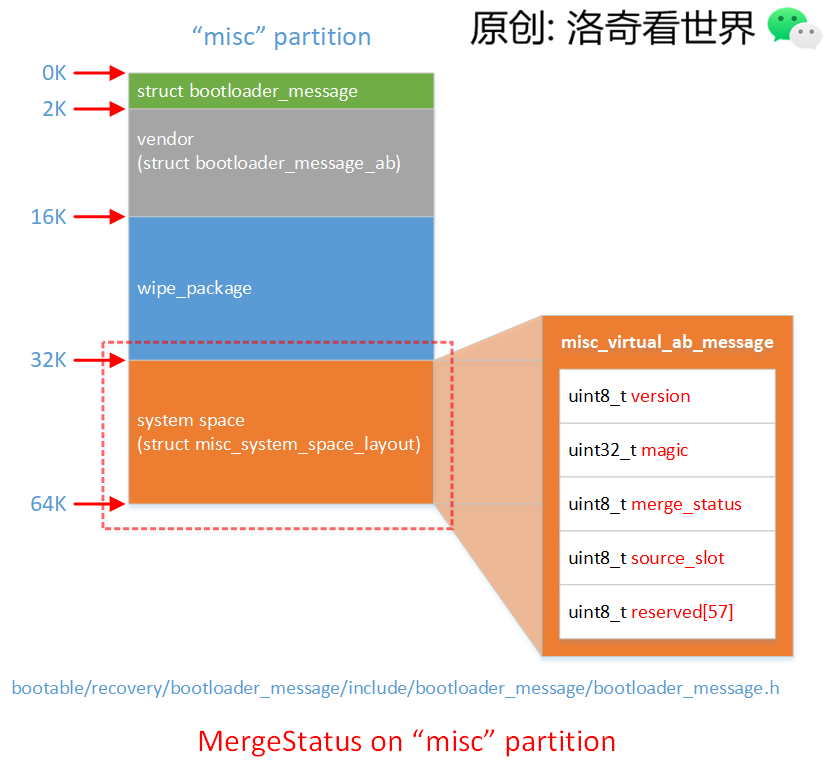 “misc” partition
原创: 洛奇看世界
0K
struct bootloader_message
2K
vendor
(struct bootloader_message_ab)
16K
wipe_package
32K
system space
(struct misc_system_space_layout)
64K
misc_virtual_ab_message
uint8_t version
uint32_t magic
uint8_t merge_status
uint8_t source_slot
uint8_t reserved[57]
bootable/recovery/bootloader_message/include/bootloader_message/bootloader_message.h
MergeStatus on “misc” partition